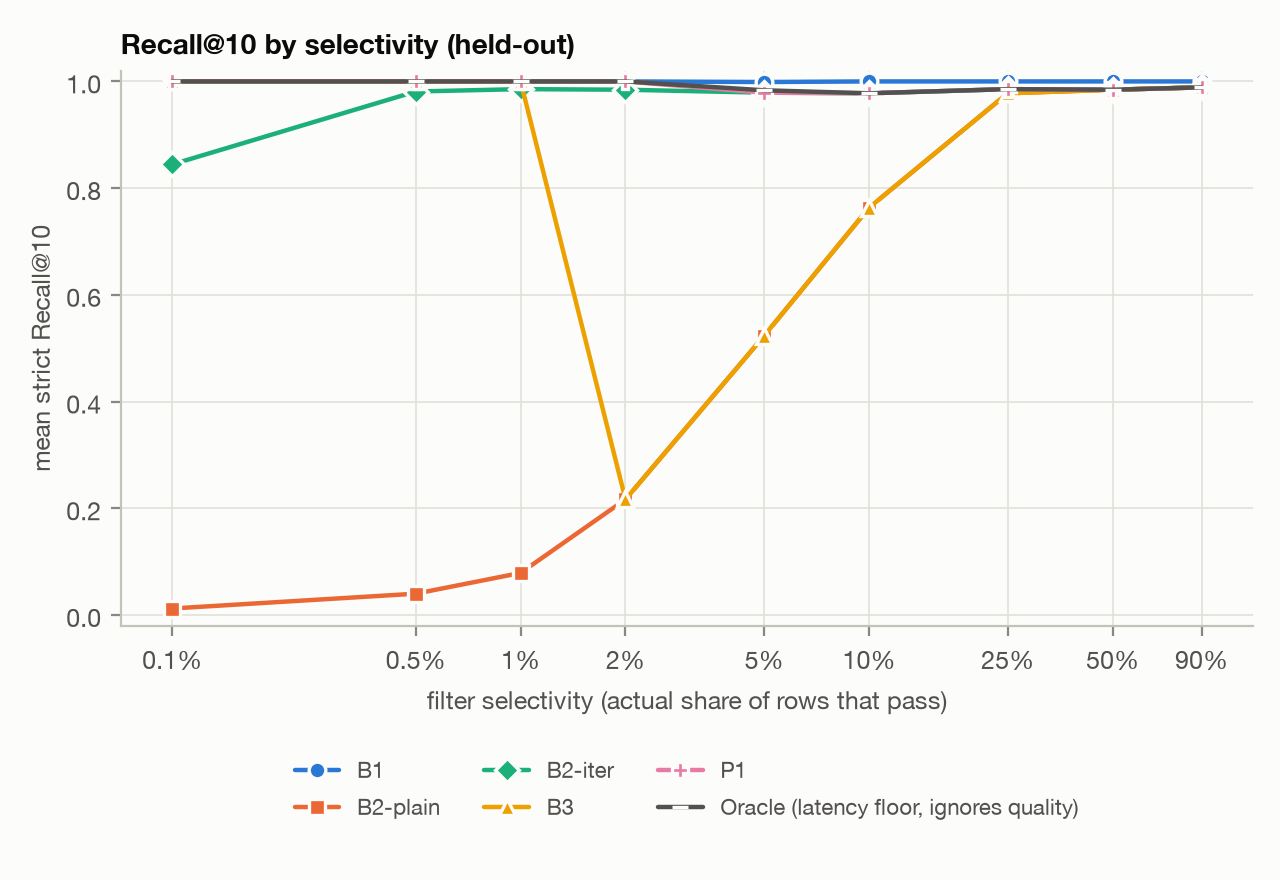 Recall@10 by selectivity (held-out)
mean strict Recall@10
1.0
0.8
0.6
0.4
0.2
0.0
0.1% 0.5% 1% 2% 5% 10% 25% 50% 90%
filter selectivity (actual share of rows that pass)
B1 B2-iter P1
B2-plain B3 Oracle (latency floor, ignores quality)